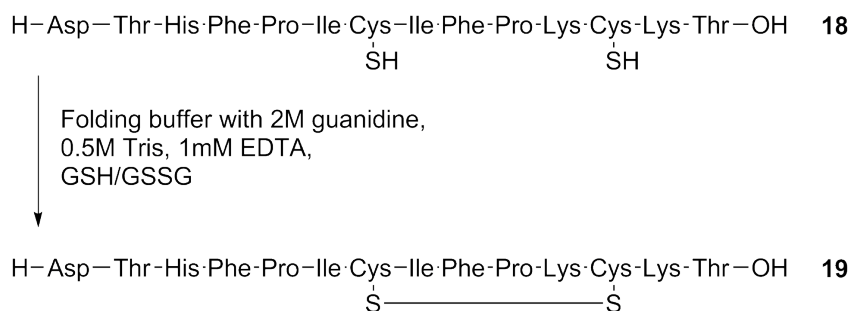 H-Asp-Thr-His-Phe-Pro-Ile-Cys-Ile-Phe-Pro-Lys-Cys-Lys-Thr-OH 18
SH SH
Folding buffer with 2M guanidine,
0.5M Tris, 1mM EDTA,
GSH/GSSG
H-Asp-Thr-His-Phe-Pro-Ile-Cys-Ile-Phe-Pro-Lys-Cys-Lys-Thr-OH 19
S S